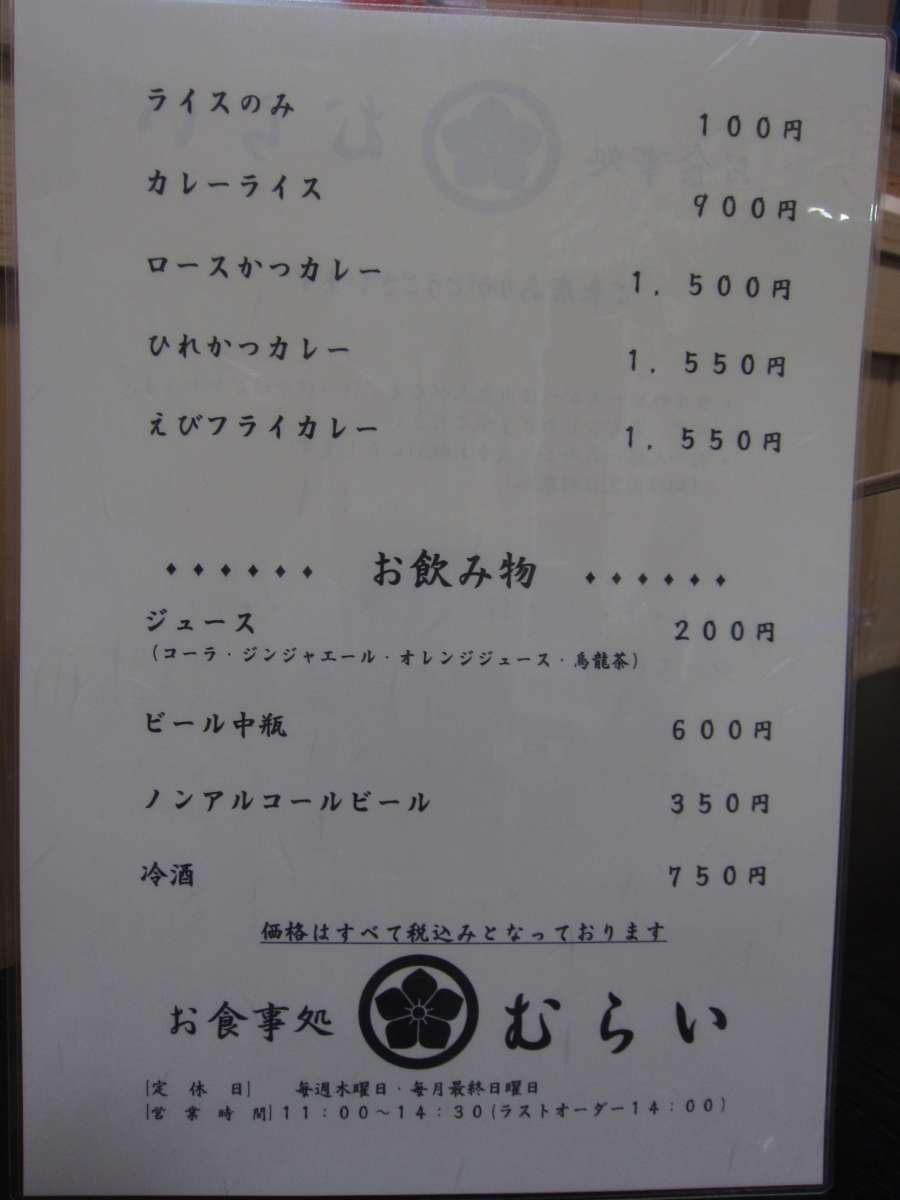 ライスのみ 100円
カレーライス 900円
ロースかつカレー 1,500円
ひれかつカレー 1,550円
えびフライカレー 1,550円
♦♦♦♦♦♦ お飲み物 ♦♦♦♦♦♦
ジュース 200円
(コーラ・ジンジャエール・オレンジジュース・烏龍茶)
ビール中瓶 600円
ノンアルコールビール 350円
冷酒 750円
価格はすべて税込みとなっております
お食事処 むらい
[定 休 日] 毎週木曜日・毎月最終日曜日
[営 業 時 間]11:00~14:30(ラストオーダー14:00)